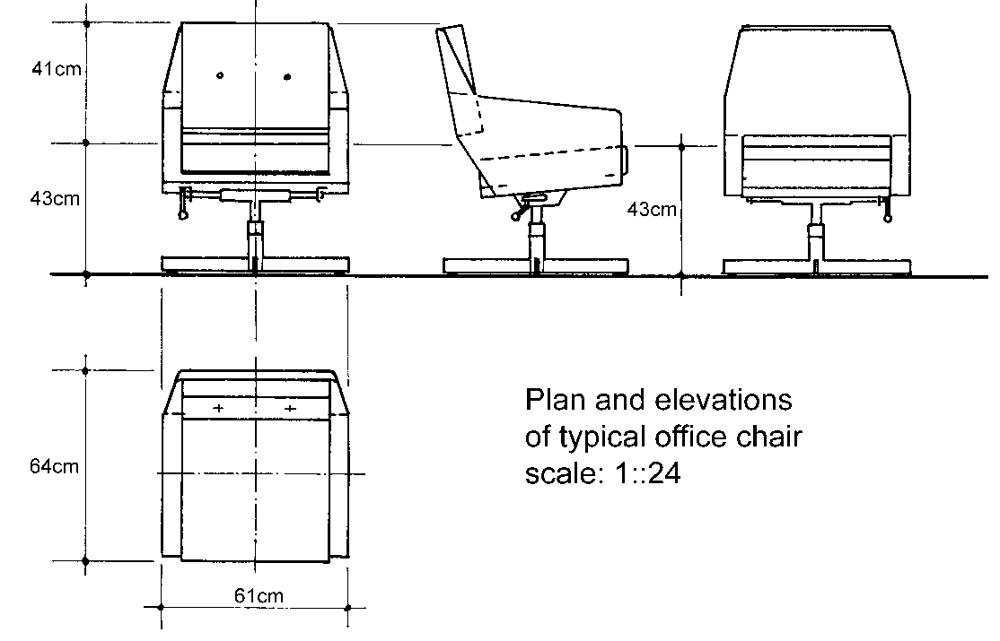 41cm
43cm
43cm
64cm
61cm
Plan and elevations
of typical office chair
scale: 1::24